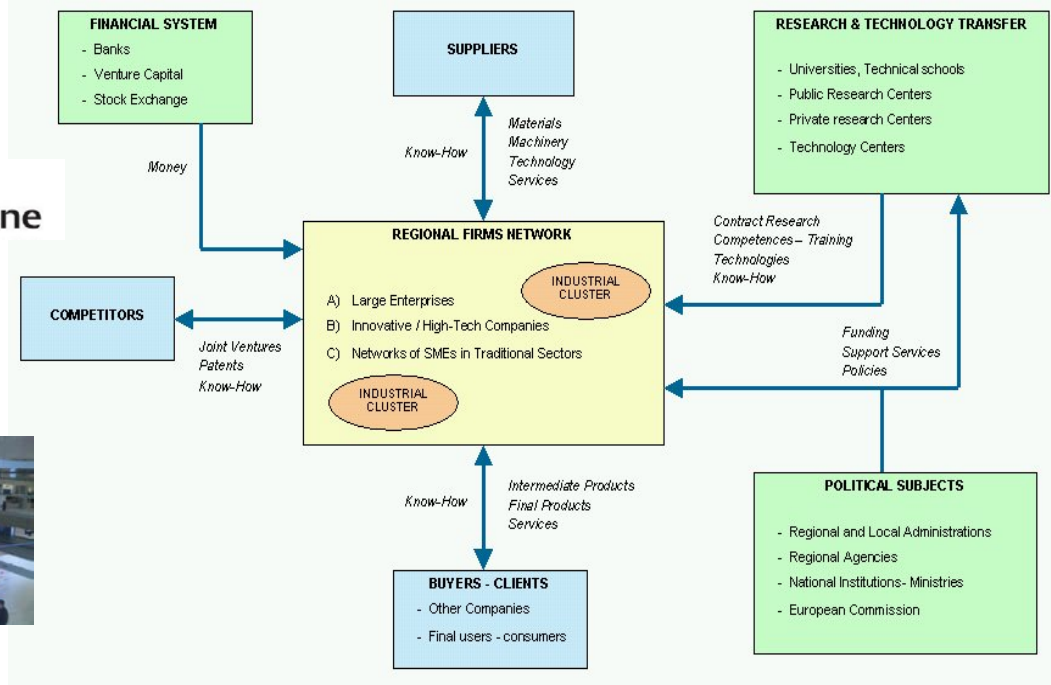 FINANCIAL SYSTEM
- Banks
- Venture Capital
- Stock Exchange
SUPPLIERS
RESEARCH & TECHNOLOGY TRANSFER
- Universities, Technical schools
- Public Research Centers
- Private research Centers
- Technology Centers
Money
Know-How
Materials
Machinery
Technology
Services
ne
REGIONAL FIRMS NETWORK
INDUSTRIAL
CLUSTER
A) Large Enterprises
B) Innovative / High-Tech Companies
C) Networks of SMEs in Traditional Sectors
INDUSTRIAL
CLUSTER
Contract Research
Competences – Training
Technologies
Know-How
COMPETITORS
Joint Ventures
Patents
Know-How
Funding
Support Services
Policies
Know-How
Intermediate Products
Final Products
Services
BUYERS - CLIENTS
- Other Companies
- Final users - consumers
POLITICAL SUBJECTS
- Regional and Local Administrations
- Regional Agencies
- National Institutions- Ministries
- European Commission